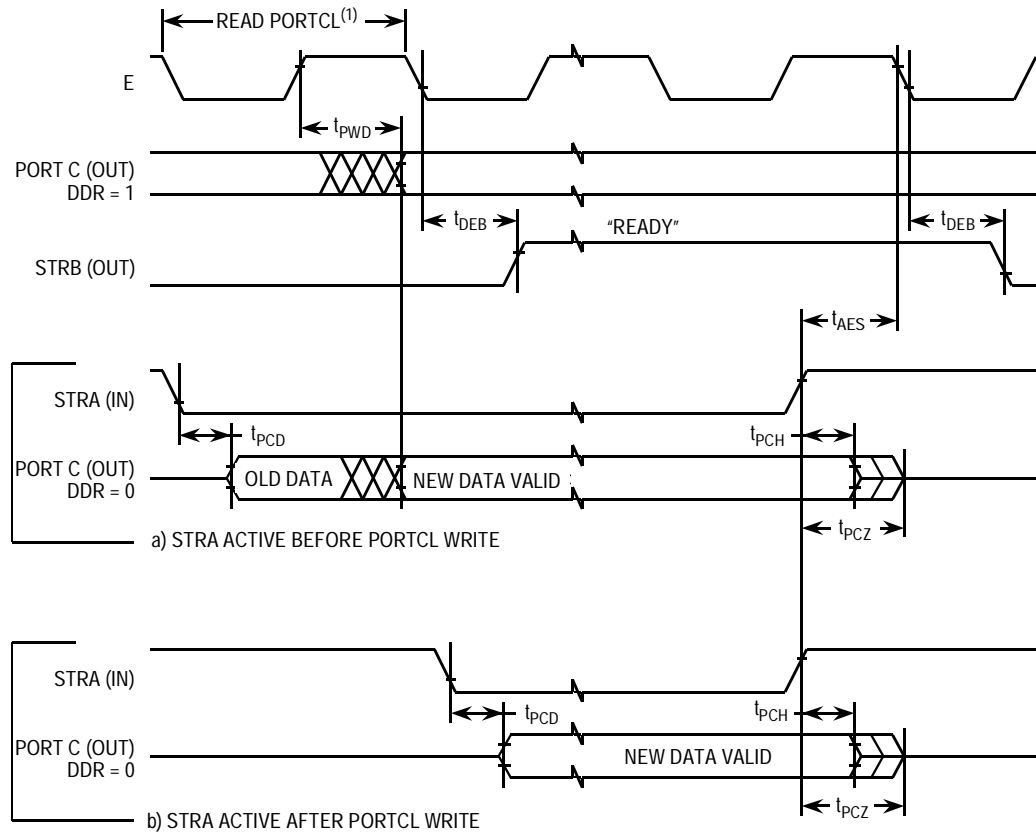 READ PORTCL(1)
E
tPWD
PORT C (OUT)
DDR = 1
tDEB
"READY"
tDEB
STRB (OUT)
tAES
STRA (IN)
tPCD
tPCH
PORT C (OUT)
DDR = 0
OLD DATA
NEW DATA VALID
tPCZ
a) STRA ACTIVE BEFORE PORTCL WRITE
STRA (IN)
tPCD
tPCH
PORT C (OUT)
DDR = 0
NEW DATA VALID
tPCZ
b) STRA ACTIVE AFTER PORTCL WRITE